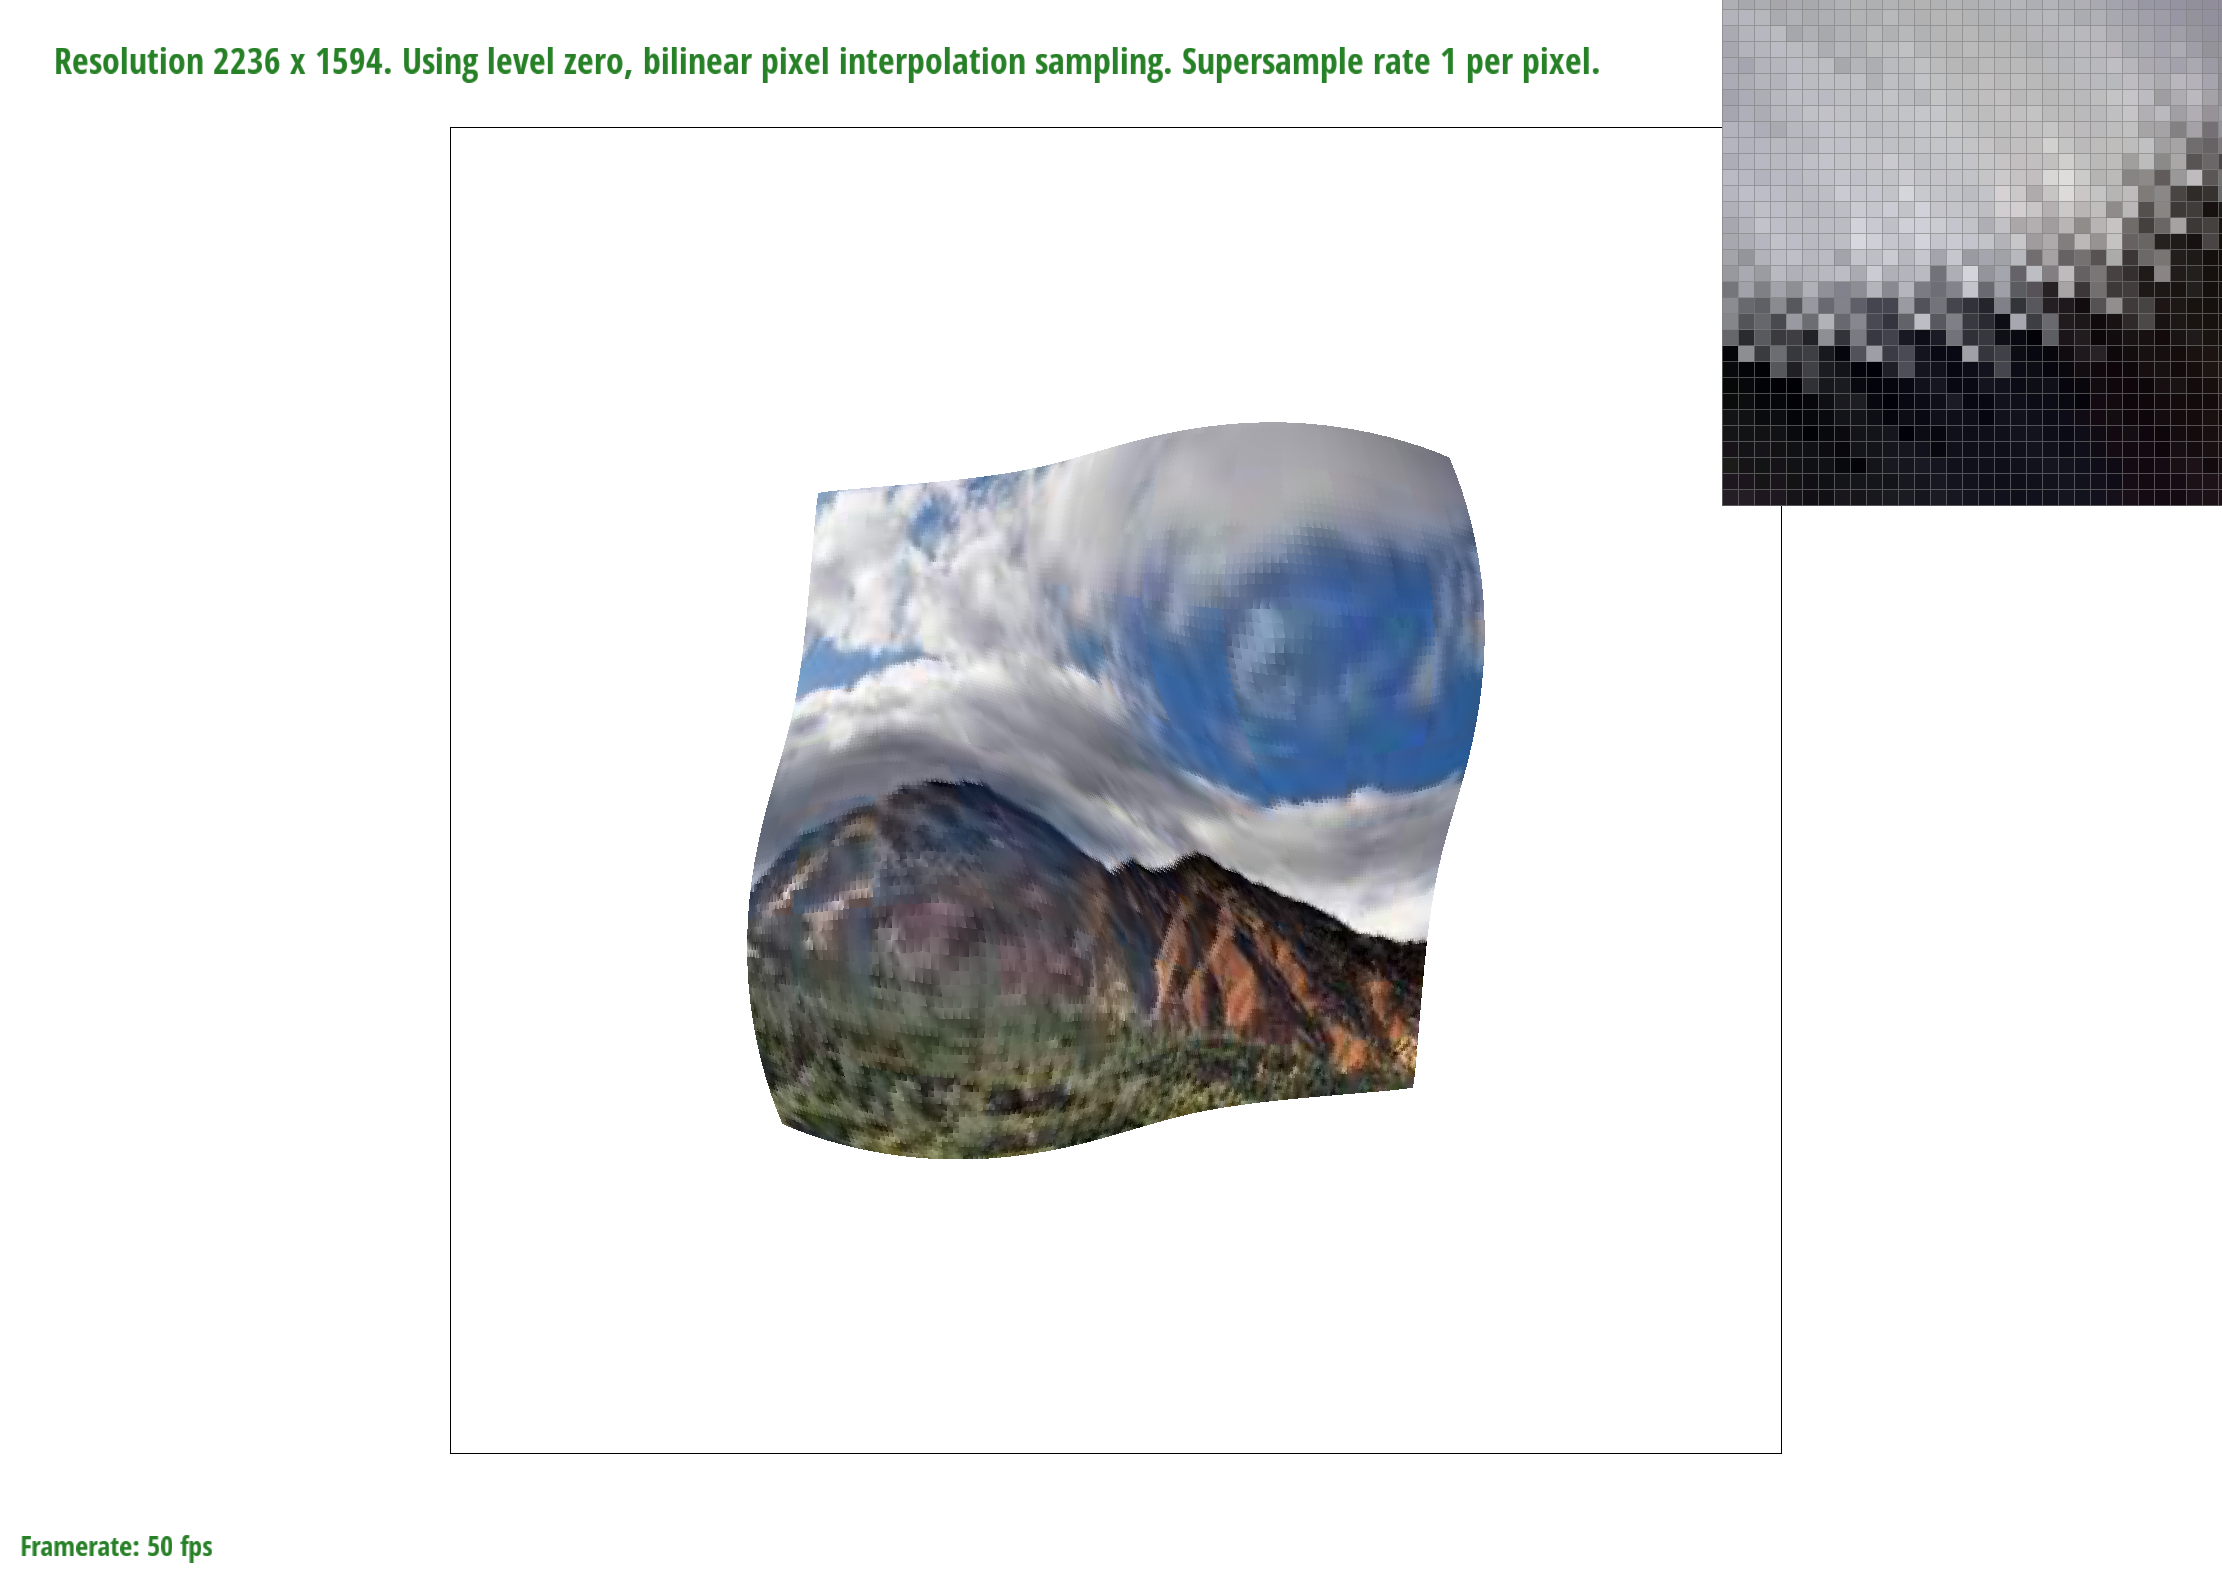 Resolution 2236 x 1594. Using level zero, bilinear pixel interpolation sampling. Supersample rate 1 per pixel.
Framerate: 50 fps